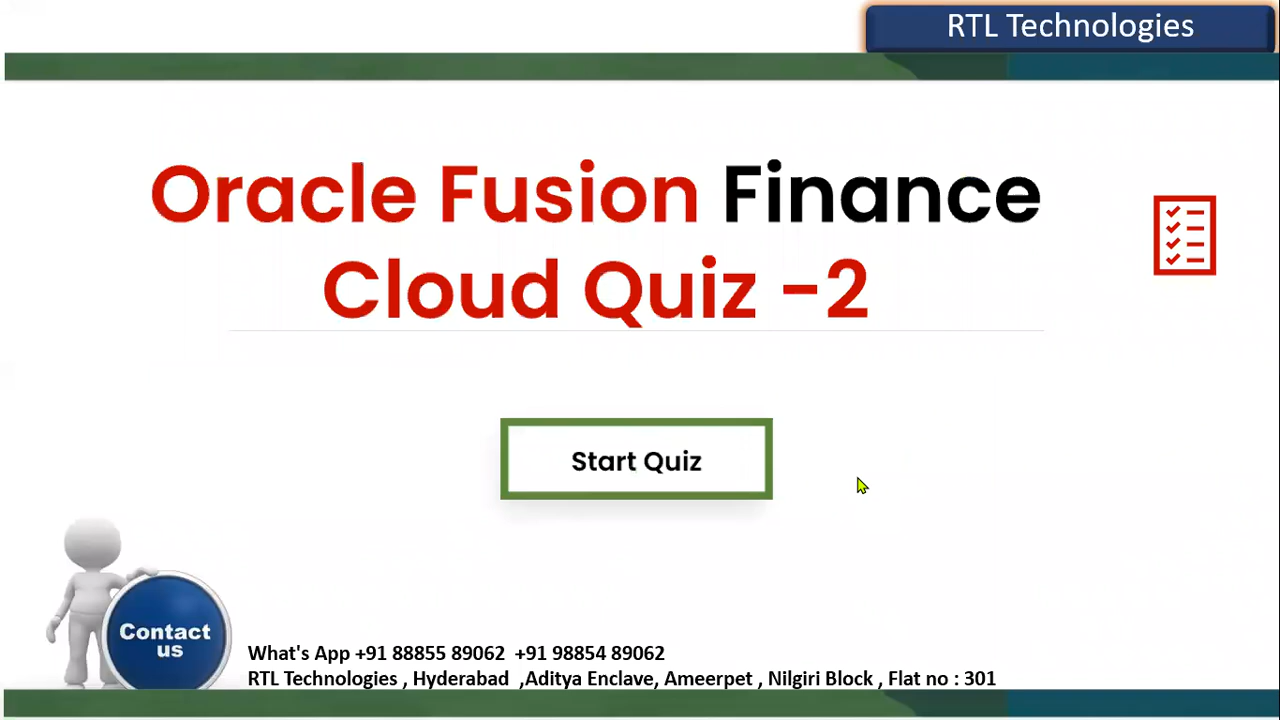 RTL Technologies
Oracle Fusion Finance
Cloud Quiz -2
Start Quiz
Contact
us
What's App +91 88855 89062 +91 98854 89062
RTL Technologies , Hyderabad ,Aditya Enclave, Ameerpet , Nilgiri Block , Flat no : 301